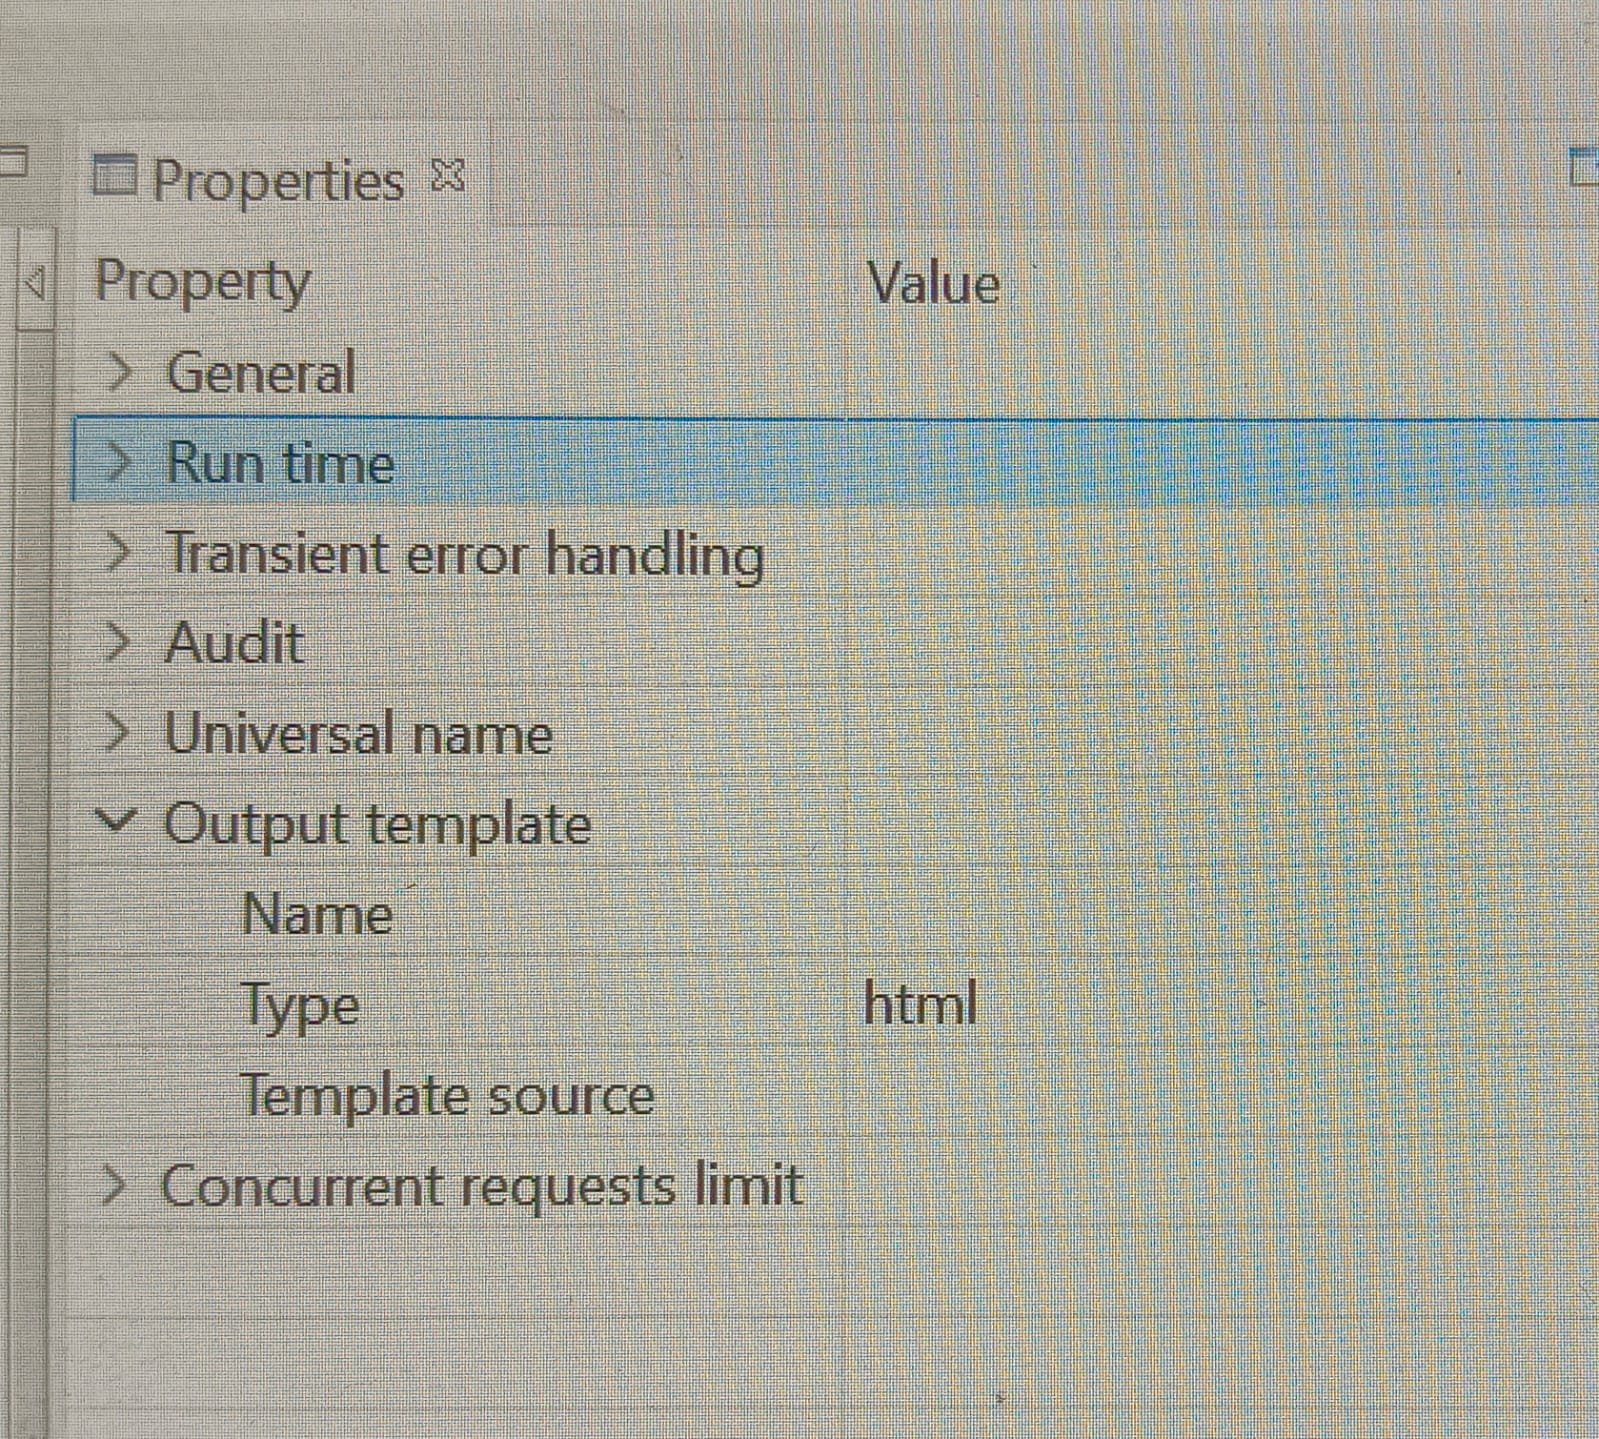 Properties
Property Value
General
Run time
Transient error handling
Audit
Universal name
Output template
Name
Type html
Template source
Concurrent requests limit